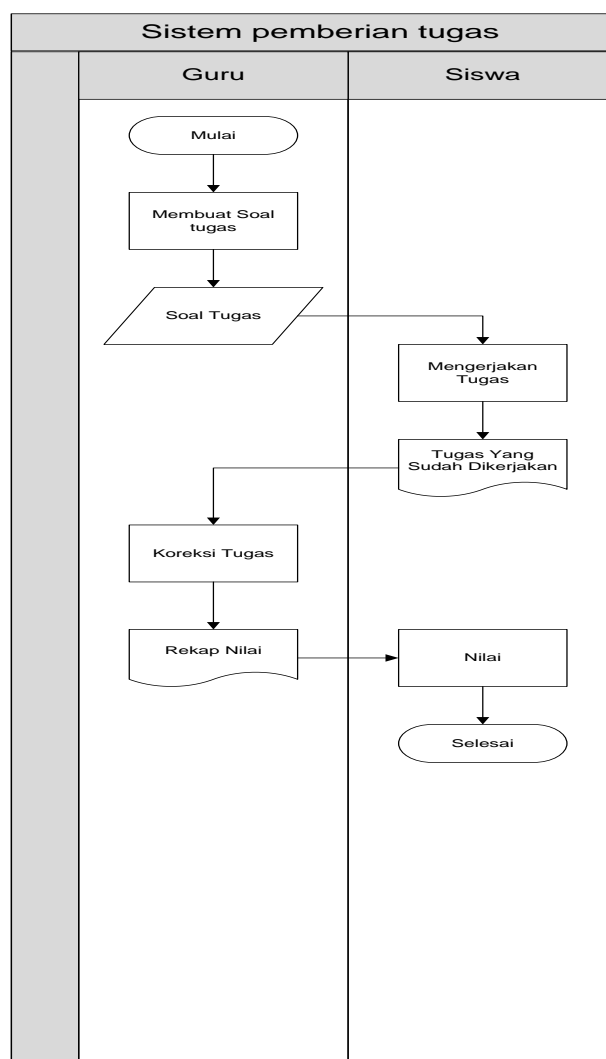 Sistem pemberian tugas
Guru
Siswa
Mulai
Membuat Soal
tugas
Soal Tugas
Mengerjakan
Tugas
Tugas Yang
Sudah Dikerjakan
Koreksi Tugas
Rekap Nilai
Nilai
Selesai